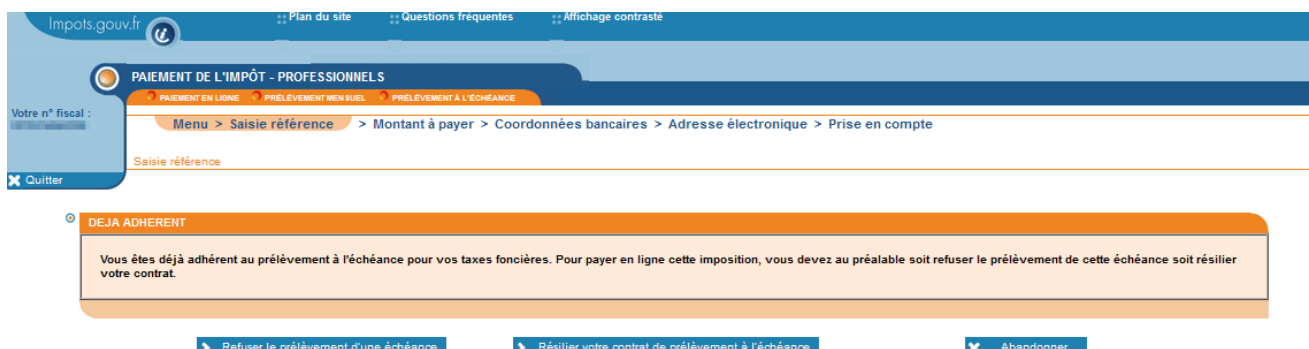 Impots.gouv.fr
Plan du site
Questions fréquentes
Affichage contrasté
PAIEMENT DE L'IMPÔT - PROFESSIONNELS
PAIEMENT EN LIGNE PRÉLÈVEMENT MENSUEL PRÉLÈVEMENT À L'ÉCHÉANCE
Votre n° fiscal :
Menu > Saisie référence > Montant à payer > Coordonnées bancaires > Adresse électronique > Prise en compte
Saisie référence
Quitter
DEJA ADHERENT
Vous êtes déjà adhérent au prélèvement à l'échéance pour vos taxes foncières. Pour payer en ligne cette imposition, vous devez au préalable soit refuser le prélèvement de cette échéance soit résilier
votre contrat.
Refuser le prélèvement d'une échéance
Résilier votre contrat de prélèvement à l'échéance
Abandonner